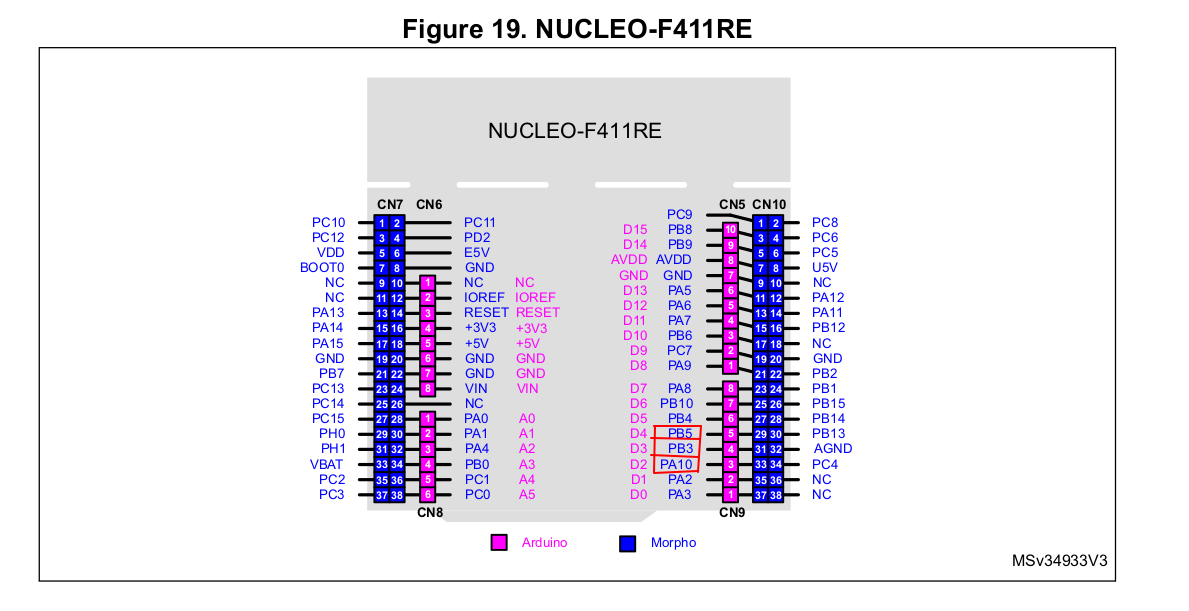 Figure 19. NUCLEO-F411RE
NUCLEO-F411RE
CN7 CN6 CN5 CN10
PC9
PC10 1 2 PC11 1 2 PC8
D15 PB8 10
PC12 3 4 PD2 3 4 PC6
D14 PB9 9
VDD 5 6 E5V 5 6 PC5
AVDD AVDD 8
BOOT0 7 8 GND 7 8 U5V
GND GND 7
NC 9 10 1 NC NC 9 10 NC
D13 PA5 6
NC 11 12 2 IOREF IOREF 11 12 PA12
D12 PA6 5
PA13 13 14 3 RESET RESET 13 14 PA11
D11 PA7 4
PA14 15 16 4 +3V3 +3V3 15 16 PB12
D10 PB6 3
PA15 17 18 5 +5V +5V 17 18 NC
D9 PC7 2
GND 19 20 6 GND GND 19 20 GND
D8 PA9 1
PB7 21 22 7 GND GND 21 22 PB2
PC13 23 24 8 VIN VIN D7 PA8 8 23 24 PB1
PC14 25 26 NC D6 PB10 7 25 26 PB15
PC15 27 28 1 PA0 A0 D5 PB4 6 27 28 PB14
PH0 29 30 2 PA1 A1 D4 PB5 5 29 30 PB13
PH1 31 32 3 PA4 A2 D3 PB3 4 31 32 AGND
VBAT 33 34 4 PB0 A3 D2 PA10 3 33 34 PC4
PC2 35 36 5 PC1 A4 D1 PA2 2 35 36 NC
PC3 37 38 6 PC0 A5 D0 PA3 1 37 38 NC
CN8 CN9
Arduino Morpho
MSv34933V3